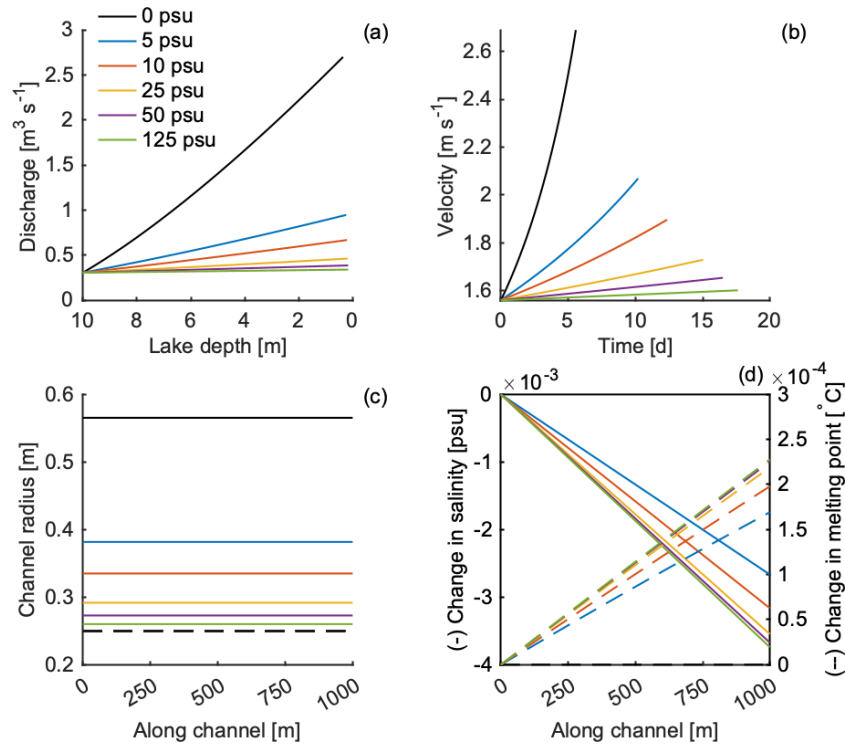 (a)
0 psu
5 psu
10 psu
25 psu
50 psu
125 psu
3
2.5
2
1.5
1
0.5
0
Discharge [m³ s⁻¹]
10 8 6 4 2 0
Lake depth [m]
(b)
2.6
2.4
2.2
2
1.8
1.6
Velocity [m s⁻¹]
0 5 10 15 20
Time [d]
(c)
0.6
0.5
0.4
0.3
0.2
Channel radius [m]
0 250 500 750 1000
Along channel [m]
(d)
× 10⁻³
0
-1
-2
-3
-4
(-) Change in salinity [psu]
×10⁻⁴
3
2.5
2
1.5
1
0.5
0
(--) Change in melting point [°C]
0 250 500 750 1000
Along channel [m]